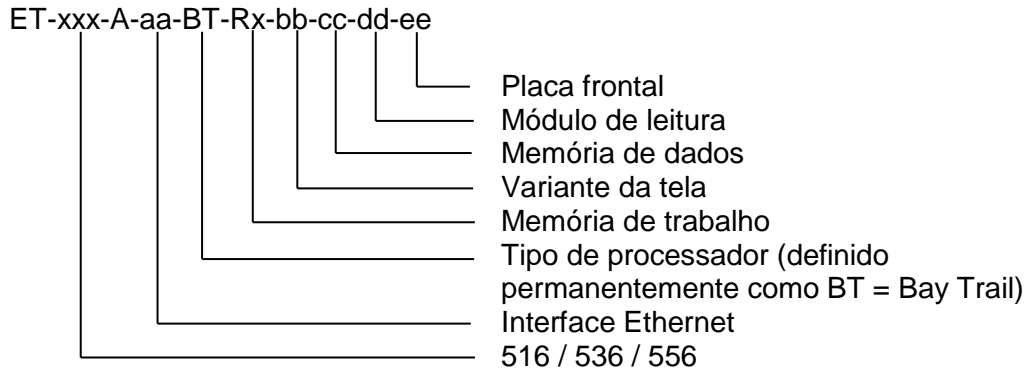 ET-xxx-A-aa-BT-Rx-bb-cc-dd-ee
Placa frontal
Módulo de leitura
Memória de dados
Variante da tela
Memória de trabalho
Tipo de processador (definido
permanentemente como BT = Bay Trail)
Interface Ethernet
516 / 536 / 556